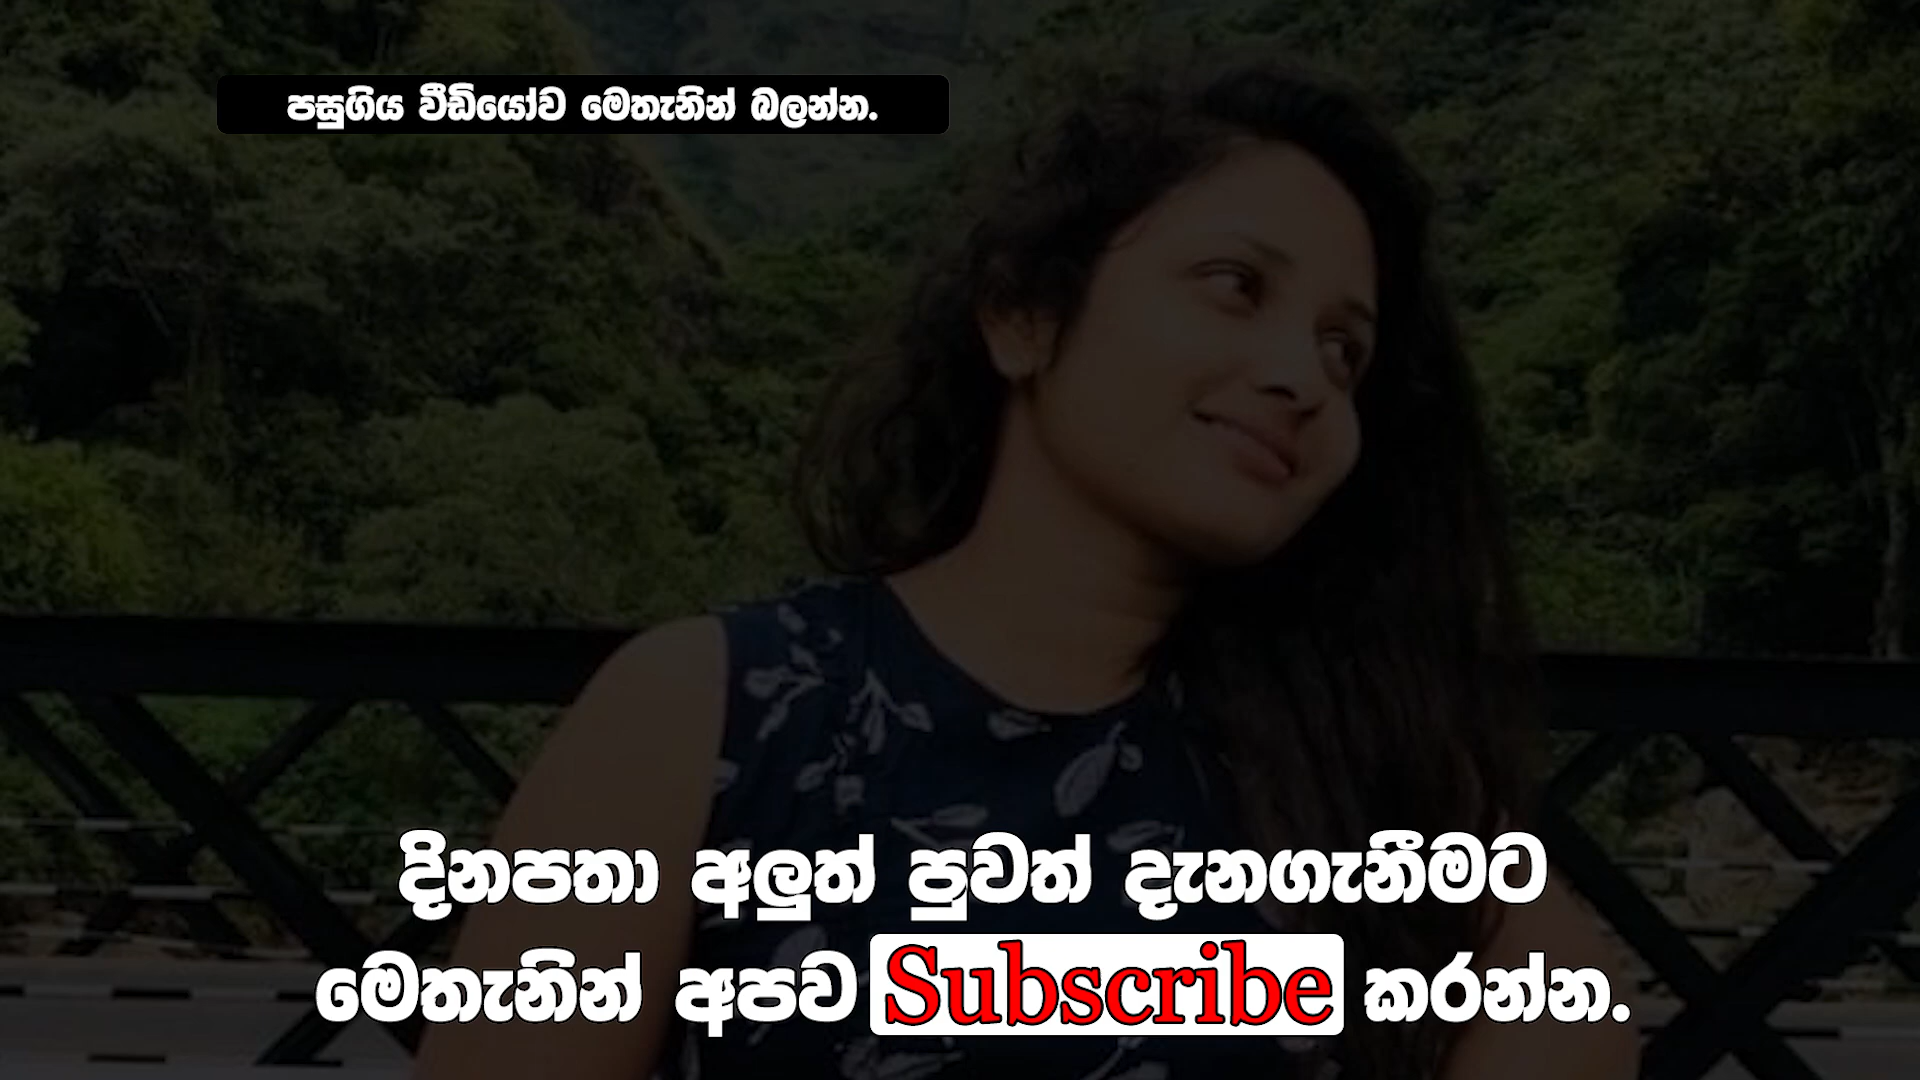 පසුගිය වීඩියෝව මෙතැනින් බලන්න.
දිනපතා අලුත් පුවත් දැනගැනීමට
මෙතැනින් අපව Subscribe කරන්න.